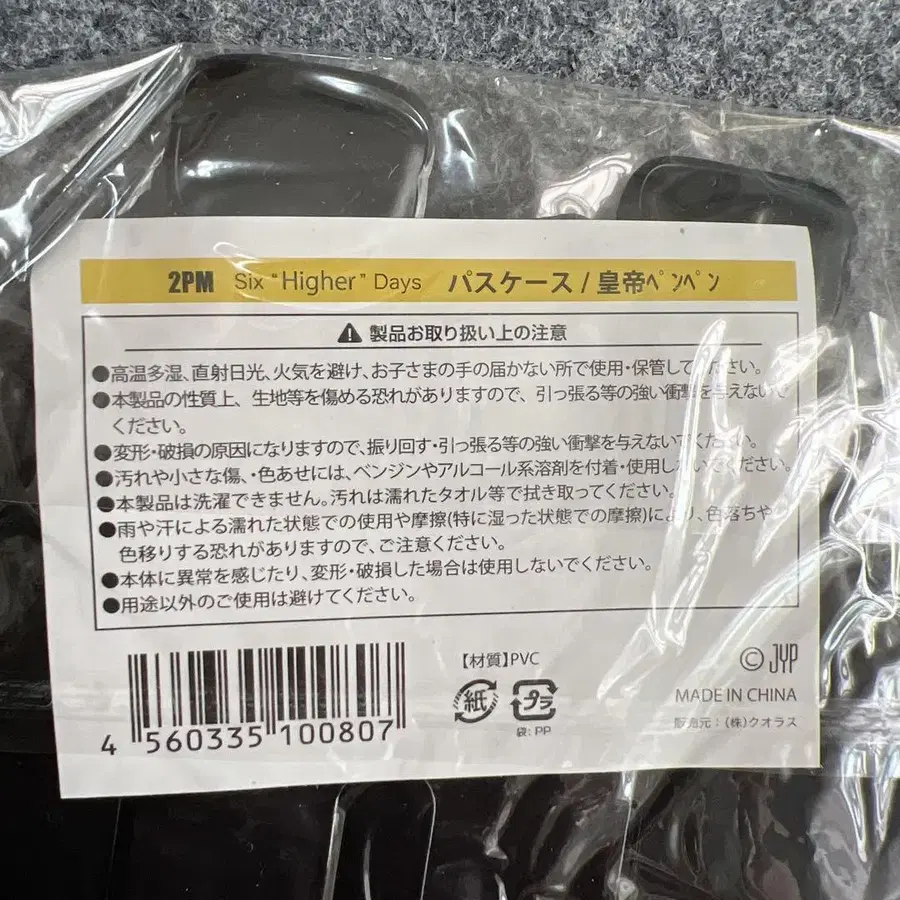 2PM Six "Higher" Days パスケース / 皇帝ペンペン
製品お取り扱い上の注意
●高温多湿、直射日光、火気を避け、お子さまの手の届かない所で使用・保管してください。
●本製品の性質上、生地等を傷める恐れがありますので、引っ張る等の強い衝撃を与えないで
ください。
●変形・破損の原因になりますので、振り回す・引っ張る等の強い衝撃を与えないでください。
●汚れや小さな傷、・色あせには、ベンジンやアルコール系溶剤を付着・使用しないでください。
●本製品は洗濯できません。汚れは濡れたタオル等で拭き取ってください。
●雨や汗による濡れた状態での使用や摩擦(特に湿った状態での摩擦)により、色落ちや
色移りする恐れがありますので、ご注意ください。
●本体に異常を感じたり、変形・破損した場合は使用しないでください。
●用途以外のご使用は避けてください。
4 560335 100807
【材質】PVC
紙 プラ
袋: PP
© JYP
MADE IN CHINA
販売元:(株)クオラス